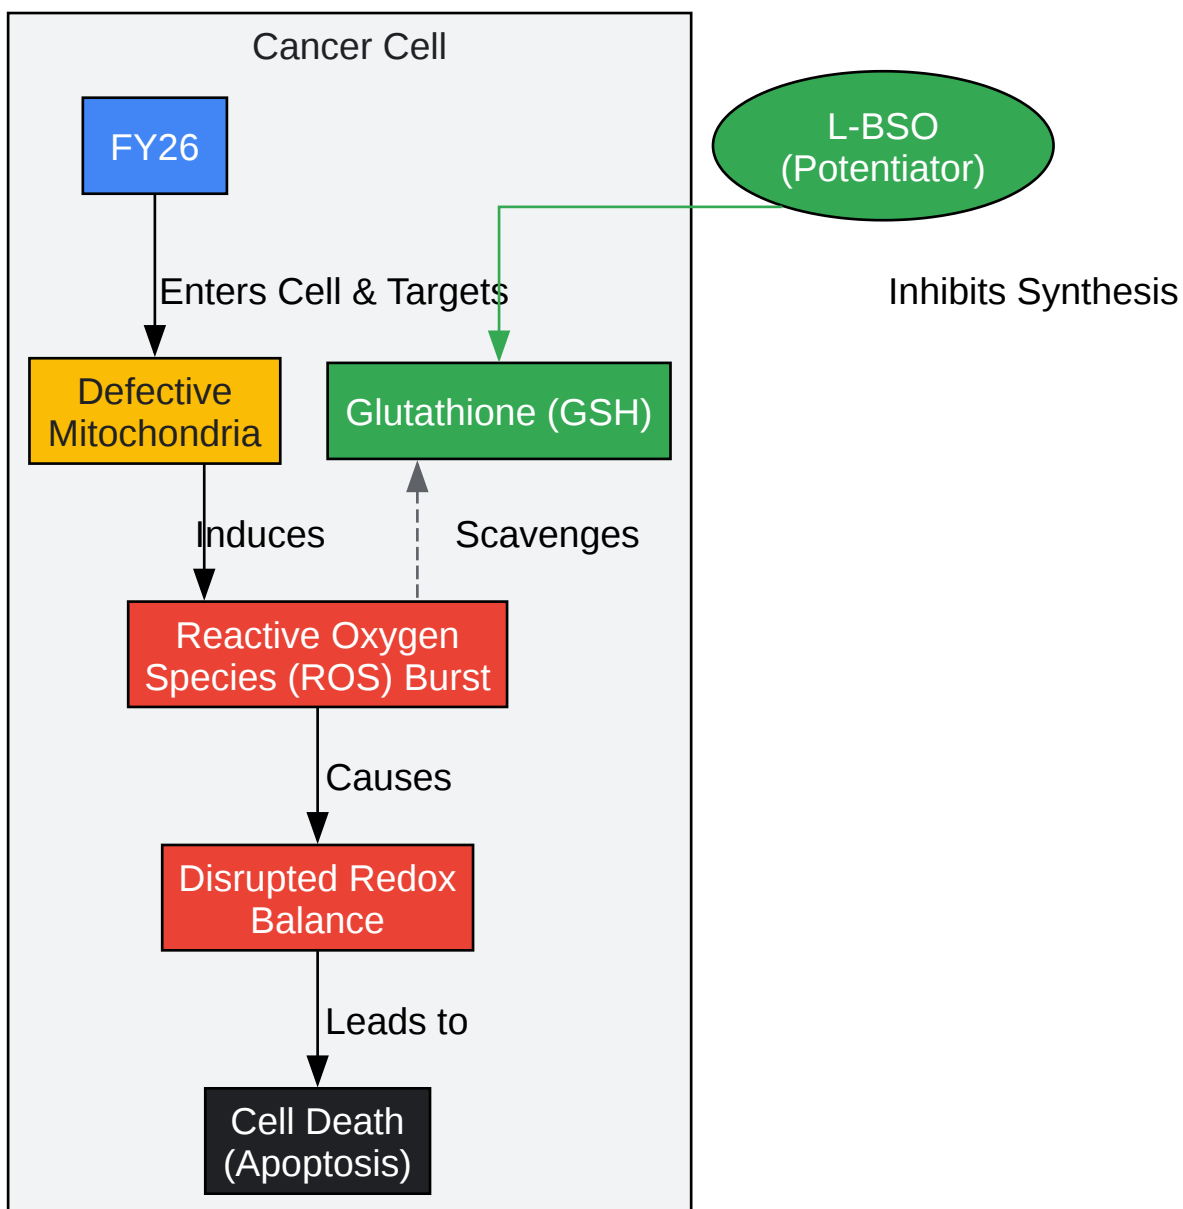 Cancer Cell
FY26
L-BSO
(Potentiator)
Enters Cell & Targets
Inhibits Synthesis
Defective
Mitochondria
Glutathione (GSH)
Induces
Scavenges
Reactive Oxygen
Species (ROS) Burst
Causes
Disrupted Redox
Balance
Leads to
Cell Death
(Apoptosis)